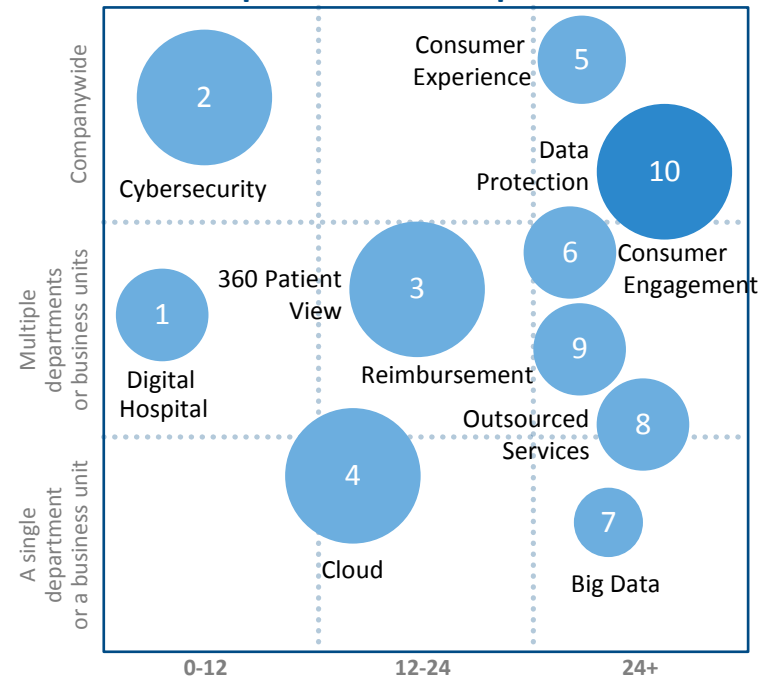 Companywide
Multiple
departments
or business units
A single
department
or a business unit
2
Cybersecurity
Consumer
Experience
5
Data
Protection
10
1
Digital
Hospital
360 Patient
View
3
Reimbursement
6
Consumer
Engagement
9
Outsourced
Services
8
4
Cloud
7
Big Data
0-12
12-24
24+